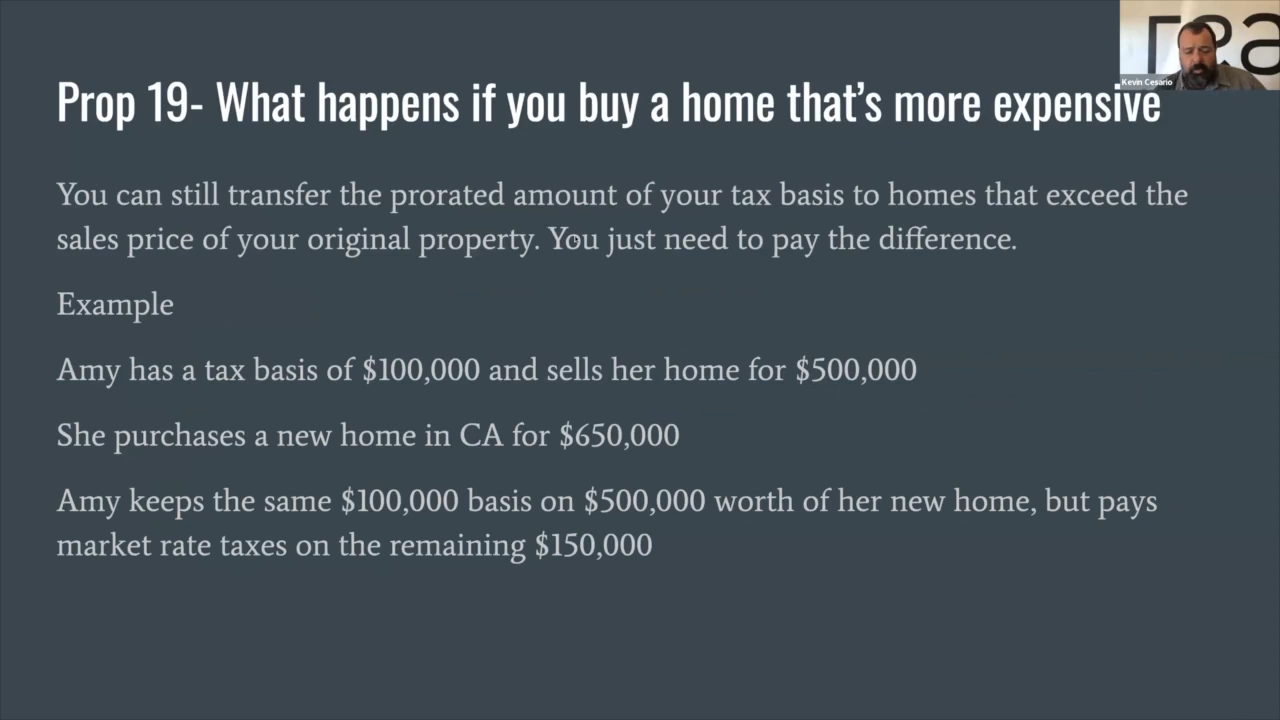 Prop 19- What happens if you buy a home that's more expensive
Kevin Cesario
You can still transfer the prorated amount of your tax basis to homes that exceed the
sales price of your original property. You just need to pay the difference.
Example
Amy has a tax basis of $100,000 and sells her home for $500,000
She purchases a new home in CA for $650,000
Amy keeps the same $100,000 basis on $500,000 worth of her new home, but pays
market rate taxes on the remaining $150,000